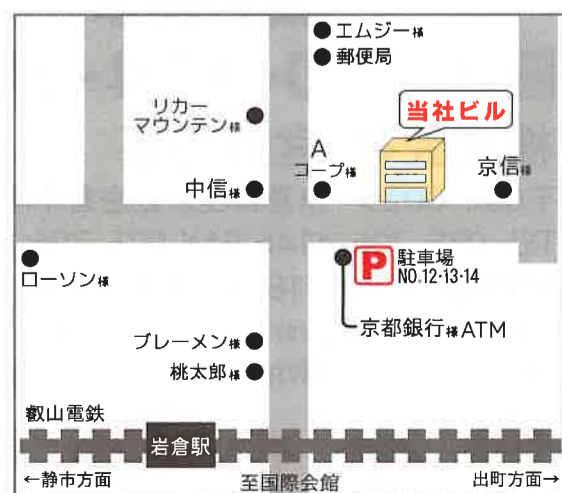 エムジー様
郵便局
当社ビル
リカー
マウンテン様
A
コープ様
中信様
京信様
ローソン様
P
駐車場
NO.12・13・14
京都銀行様ATM
ブレーメン様
桃太郎様
叡山電鉄
岩倉駅
←静市方面
至国際会館
出町方面→